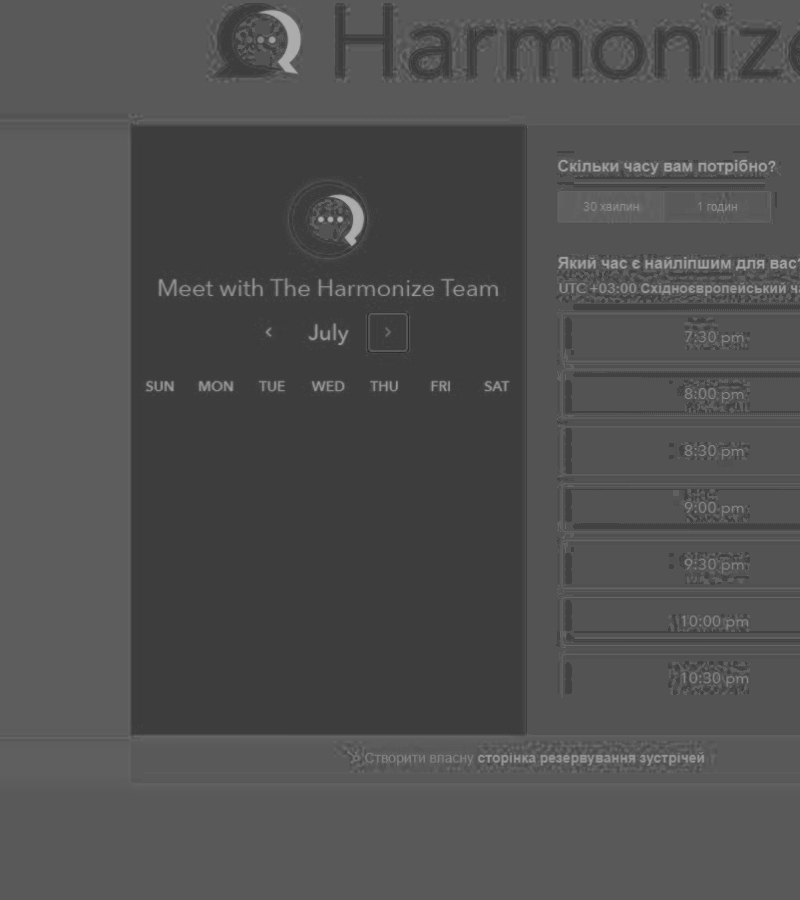 Harmonize
Meet with The Harmonize Team
July
SUN MON TUE WED THU FRI SAT
Скільки часу вам потрібно?
30 хвилин 1 годин
Який час є найліпшим для вас?
UTC +03:00 Східноєвропейський ча
7:30 pm
8:00 pm
8:30 pm
9:00 pm
9:30 pm
10:00 pm
10:30 pm
Створити власну сторінка резервування зустрічей